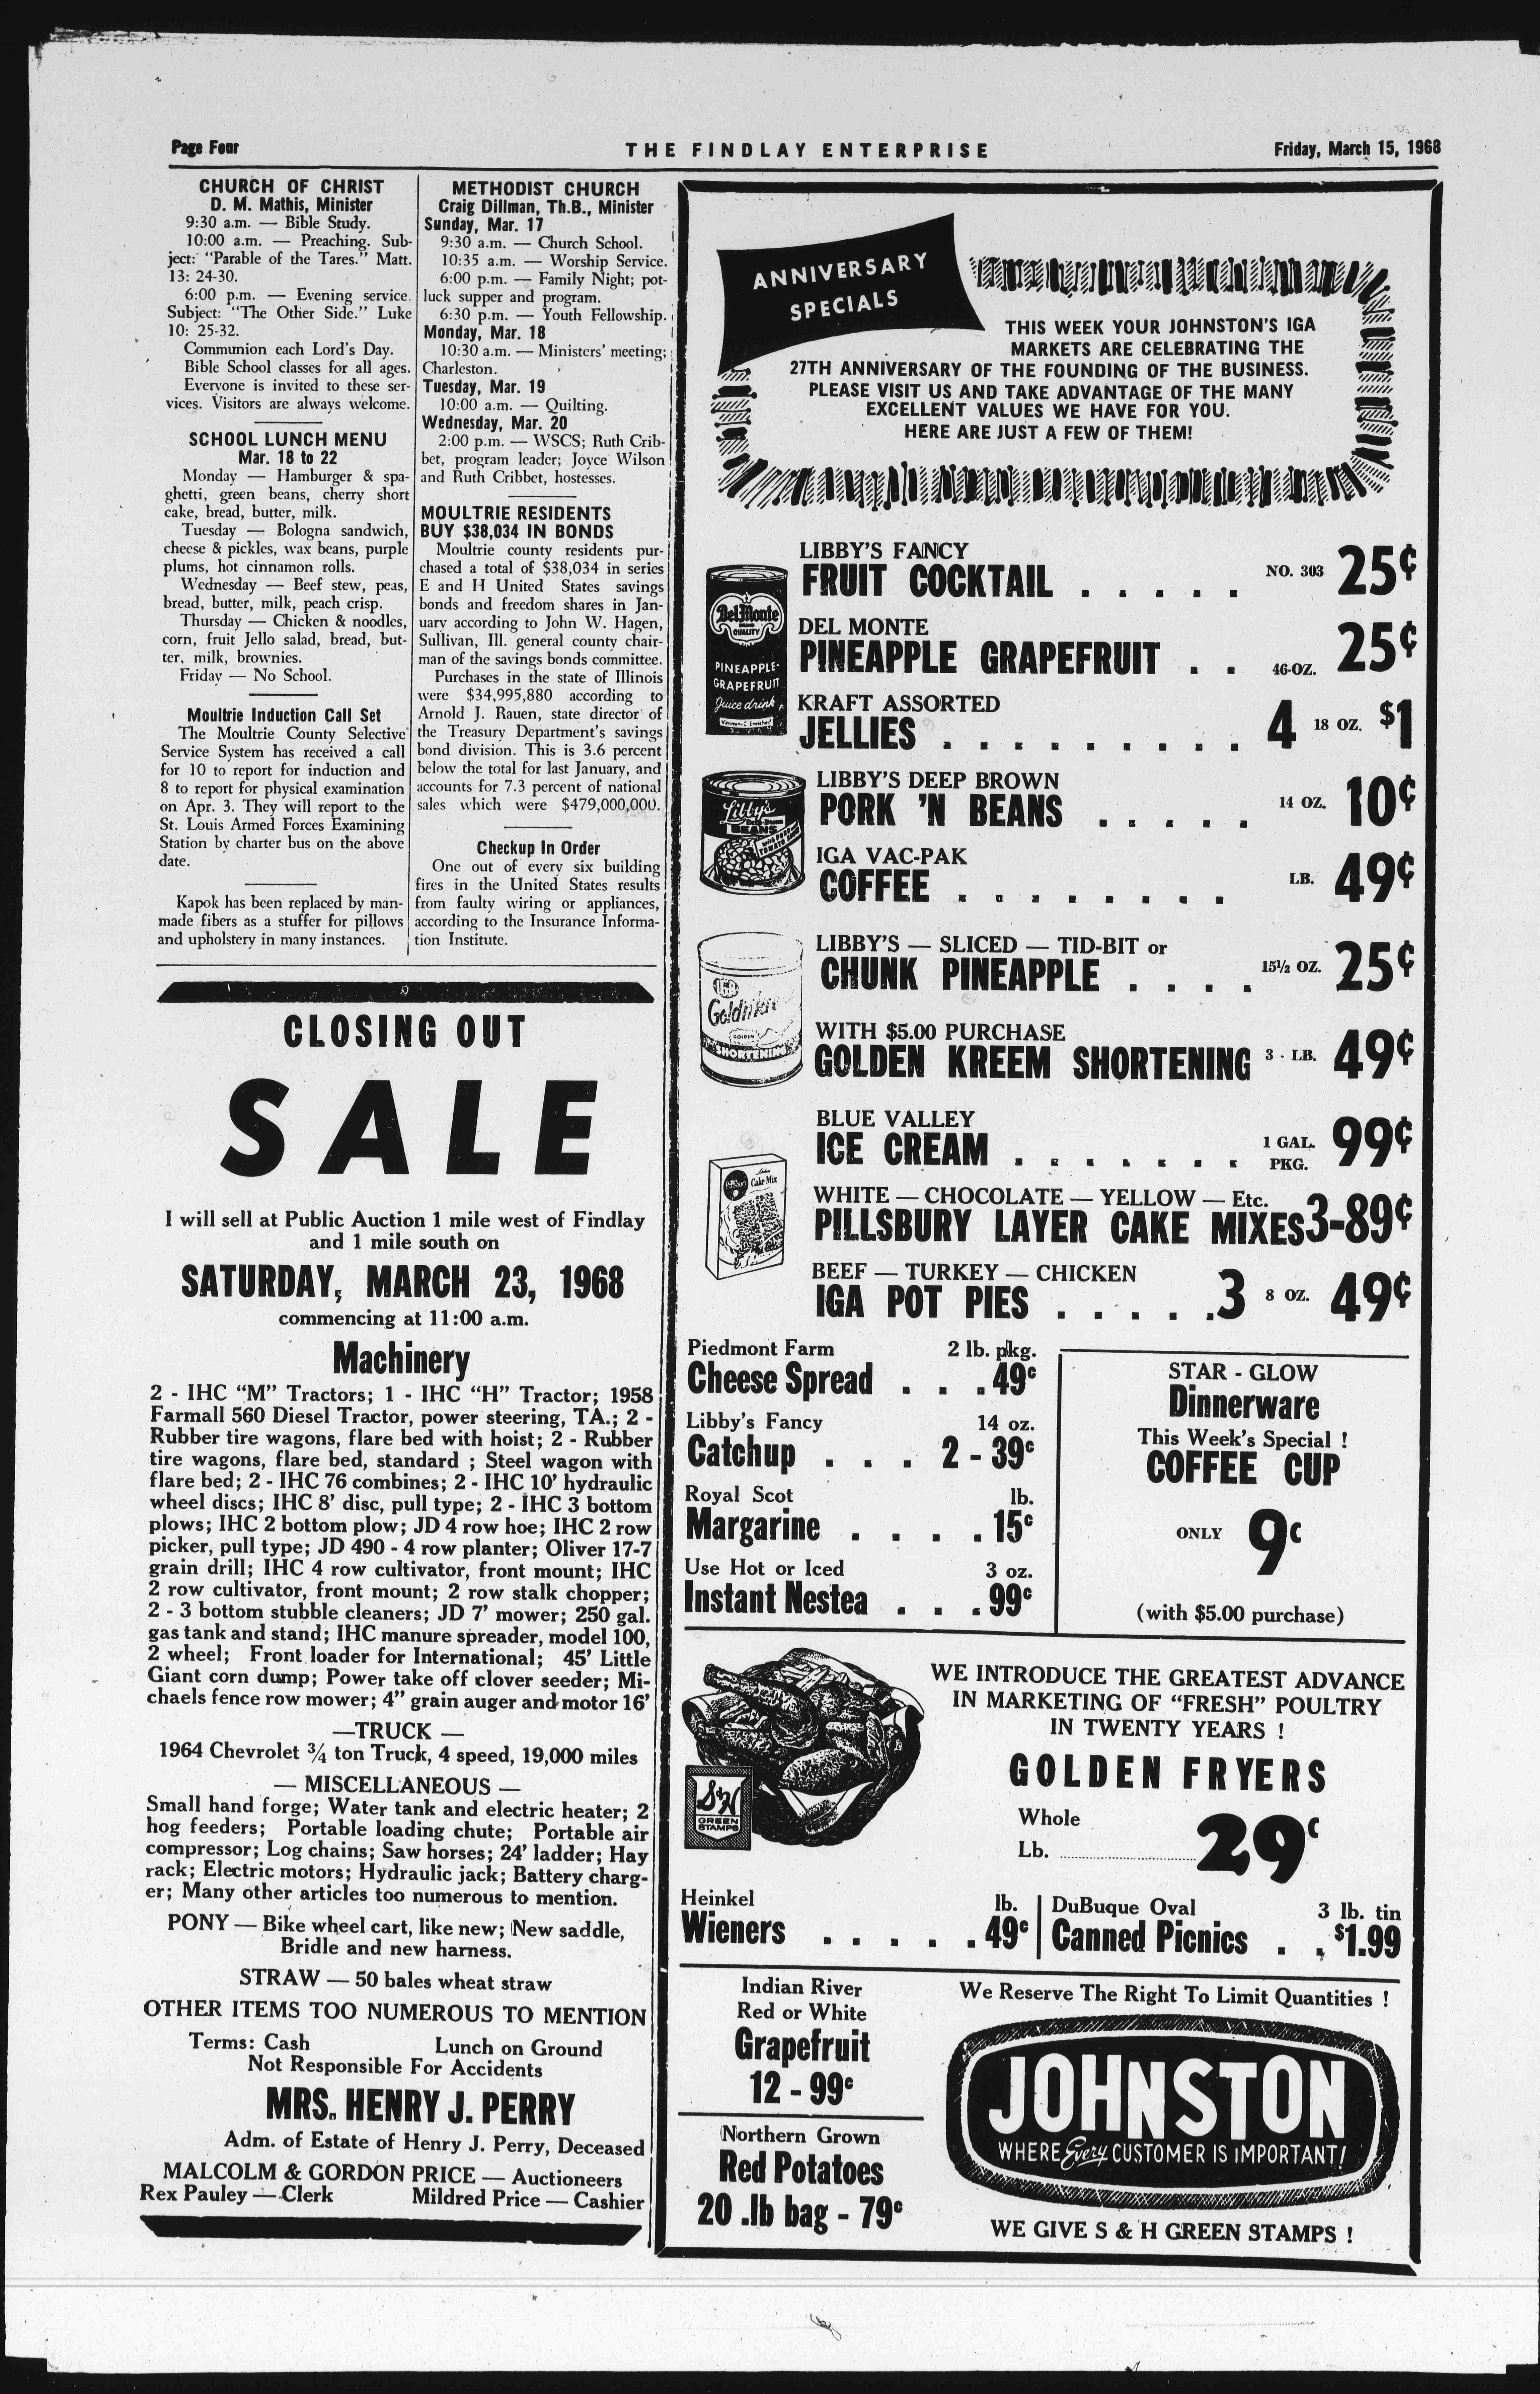 Page Four
THE FINDLAY ENTERPRISE
Friday, March 15, 1968
CHURCH OF CHRIST
D. M. Mathis, Minister
9:30 a.m. — Bible Study.
10:00 a.m. — Preaching. Sub-
ject: "Parable of the Tares." Matt.
13: 24-30.
6:00 p.m. — Evening service.
Subject: "The Other Side." Luke
10: 25-32.
Communion each Lord's Day.
Bible School classes for all ages.
Everyone is invited to these ser-
vices. Visitors are always welcome.
SCHOOL LUNCH MENU
Mar. 18 to 22
Monday — Hamburger & spa-
ghetti, green beans, cherry short
cake, bread, butter, milk.
Tuesday — Bologna sandwich,
cheese & pickles, wax beans, purple
plums, hot cinnamon rolls.
Wednesday — Beef stew, peas,
bread, butter, milk, peach crisp.
Thursday — Chicken & noodles,
corn, fruit Jello salad, bread, but-
ter, milk, brownies.
Friday — No School.
Moultrie Induction Call Set
The Moultrie County Selective
Service System has received a call
for 10 to report for induction and
8 to report for physical examination
on Apr. 3. They will report to the
St. Louis Armed Forces Examining
Station by charter bus on the above
date.
Kapok has been replaced by man-
made fibers as a stuffer for pillows
and upholstery in many instances.
METHODIST CHURCH
Craig Dillman, Th.B., Minister
Sunday, Mar. 17
9:30 a.m. — Church School.
10:35 a.m. — Worship Service.
6:00 p.m. — Family Night; pot-
luck supper and program.
6:30 p.m. — Youth Fellowship.
Monday, Mar. 18
10:30 a.m. — Ministers' meeting;
Charleston.
Tuesday, Mar. 19
10:00 a.m. — Quilting.
Wednesday, Mar. 20
2:00 p.m. — WSCS; Ruth Crib-
bet, program leader; Joyce Wilson
and Ruth Cribbet, hostesses.
MOULTRIE RESIDENTS
BUY $38,034 IN BONDS
Moultrie county residents pur-
chased a total of $38,034 in series
E and H United States savings
bonds and freedom shares in Jan-
uary according to John W. Hagen,
Sullivan, Ill. general county chair-
man of the savings bonds committee.
Purchases in the state of Illinois
were $34,995,880 according to
Arnold J. Rauen, state director of
the Treasury Department's savings
bond division. This is 3.6 percent
below the total for last January, and
accounts for 7.3 percent of national
sales which were $479,000,000.
Checkup In Order
One out of every six building
fires in the United States results
from faulty wiring or appliances,
according to the Insurance Informa-
tion Institute.
CLOSING OUT
SALE
I will sell at Public Auction 1 mile west of Findlay
and 1 mile south on
SATURDAY, MARCH 23, 1968
commencing at 11:00 a.m.
Machinery
2 - IHC "M" Tractors; 1 - IHC "H" Tractor; 1958
Farmall 560 Diesel Tractor, power steering, TA.; 2 -
Rubber tire wagons, flare bed with hoist; 2 - Rubber
tire wagons, flare bed, standard ; Steel wagon with
flare bed; 2 - IHC 76 combines; 2 - IHC 10' hydraulic
wheel discs; IHC 8' disc, pull type; 2 - IHC 3 bottom
plows; IHC 2 bottom plow; JD 4 row hoe; IHC 2 row
picker, pull type; JD 490 - 4 row planter; Oliver 17-7
grain drill; IHC 4 row cultivator, front mount; IHC
2 row cultivator, front mount; 2 row stalk chopper;
2 - 3 bottom stubble cleaners; JD 7' mower; 250 gal.
gas tank and stand; IHC manure spreader, model 100,
2 wheel; Front loader for International; 45' Little
Giant corn dump; Power take off clover seeder; Mi-
chaels fence row mower; 4" grain auger and motor 16'
—TRUCK —
1964 Chevrolet ¾ ton Truck, 4 speed, 19,000 miles
— MISCELLANEOUS —
Small hand forge; Water tank and electric heater; 2
hog feeders; Portable loading chute; Portable air
compressor; Log chains; Saw horses; 24' ladder; Hay
rack; Electric motors; Hydraulic jack; Battery charg-
er; Many other articles too numerous to mention.
PONY — Bike wheel cart, like new; New saddle,
Bridle and new harness.
STRAW — 50 bales wheat straw
OTHER ITEMS TOO NUMEROUS TO MENTION
Terms: Cash Lunch on Ground
Not Responsible For Accidents
MRS. HENRY J. PERRY
Adm. of Estate of Henry J. Perry, Deceased
MALCOLM & GORDON PRICE — Auctioneers
Rex Pauley — Clerk Mildred Price — Cashier
ANNIVERSARY
SPECIALS
THIS WEEK YOUR JOHNSTON'S IGA
MARKETS ARE CELEBRATING THE
27TH ANNIVERSARY OF THE FOUNDING OF THE BUSINESS.
PLEASE VISIT US AND TAKE ADVANTAGE OF THE MANY
EXCELLENT VALUES WE HAVE FOR YOU.
HERE ARE JUST A FEW OF THEM!
LIBBY'S FANCY
FRUIT COCKTAIL . . . . . NO. 303 25¢
DEL MONTE
PINEAPPLE GRAPEFRUIT . . 46-OZ. 25¢
KRAFT ASSORTED
JELLIES . . . . . . . . . 4 18 OZ. $1
Del Monte
QUALITY
PINEAPPLE-
GRAPEFRUIT
Juice drink
LIBBY'S DEEP BROWN
PORK 'N BEANS . . . . . 14 OZ. 10¢
IGA VAC-PAK
COFFEE . . . . . . . . LB. 49¢
Libby's
Deep Brown
BEANS
LIBBY'S — SLICED — TID-BIT or
CHUNK PINEAPPLE . . . . 15½ OZ. 25¢
WITH $5.00 PURCHASE
GOLDEN KREEM SHORTENING 3 - LB. 49¢
IGA
GOLDEN
SHORTENING
BLUE VALLEY
ICE CREAM . . . . . . . 1 GAL. PKG. 99¢
WHITE — CHOCOLATE — YELLOW — Etc.
PILLSBURY LAYER CAKE MIXES 3-89¢
Cake Mix
BEEF — TURKEY — CHICKEN
IGA POT PIES . . . . . . 3 8 OZ. 49¢
Piedmont Farm 2 lb. pkg.
Cheese Spread . . . 49¢
Libby's Fancy 14 oz.
Catchup . . . 2 - 39¢
Royal Scot lb.
Margarine . . . . 15¢
Use Hot or Iced 3 oz.
Instant Nestea . . . 99¢
STAR - GLOW
Dinnerware
This Week's Special !
COFFEE CUP
ONLY 9¢
(with $5.00 purchase)
WE INTRODUCE THE GREATEST ADVANCE
IN MARKETING OF "FRESH" POULTRY
IN TWENTY YEARS !
GOLDEN FRYERS
Whole
Lb. 29¢
S&H
GREEN
STAMPS
Heinkel lb.
Wieners . . . . . . 49¢
DuBuque Oval 3 lb. tin
Canned Picnics . . $1.99
Indian River
Red or White
Grapefruit
12 - 99¢
Northern Grown
Red Potatoes
20 .lb bag - 79¢
We Reserve The Right To Limit Quantities !
JOHNSTON
WHERE Every CUSTOMER IS IMPORTANT!
WE GIVE S & H GREEN STAMPS !